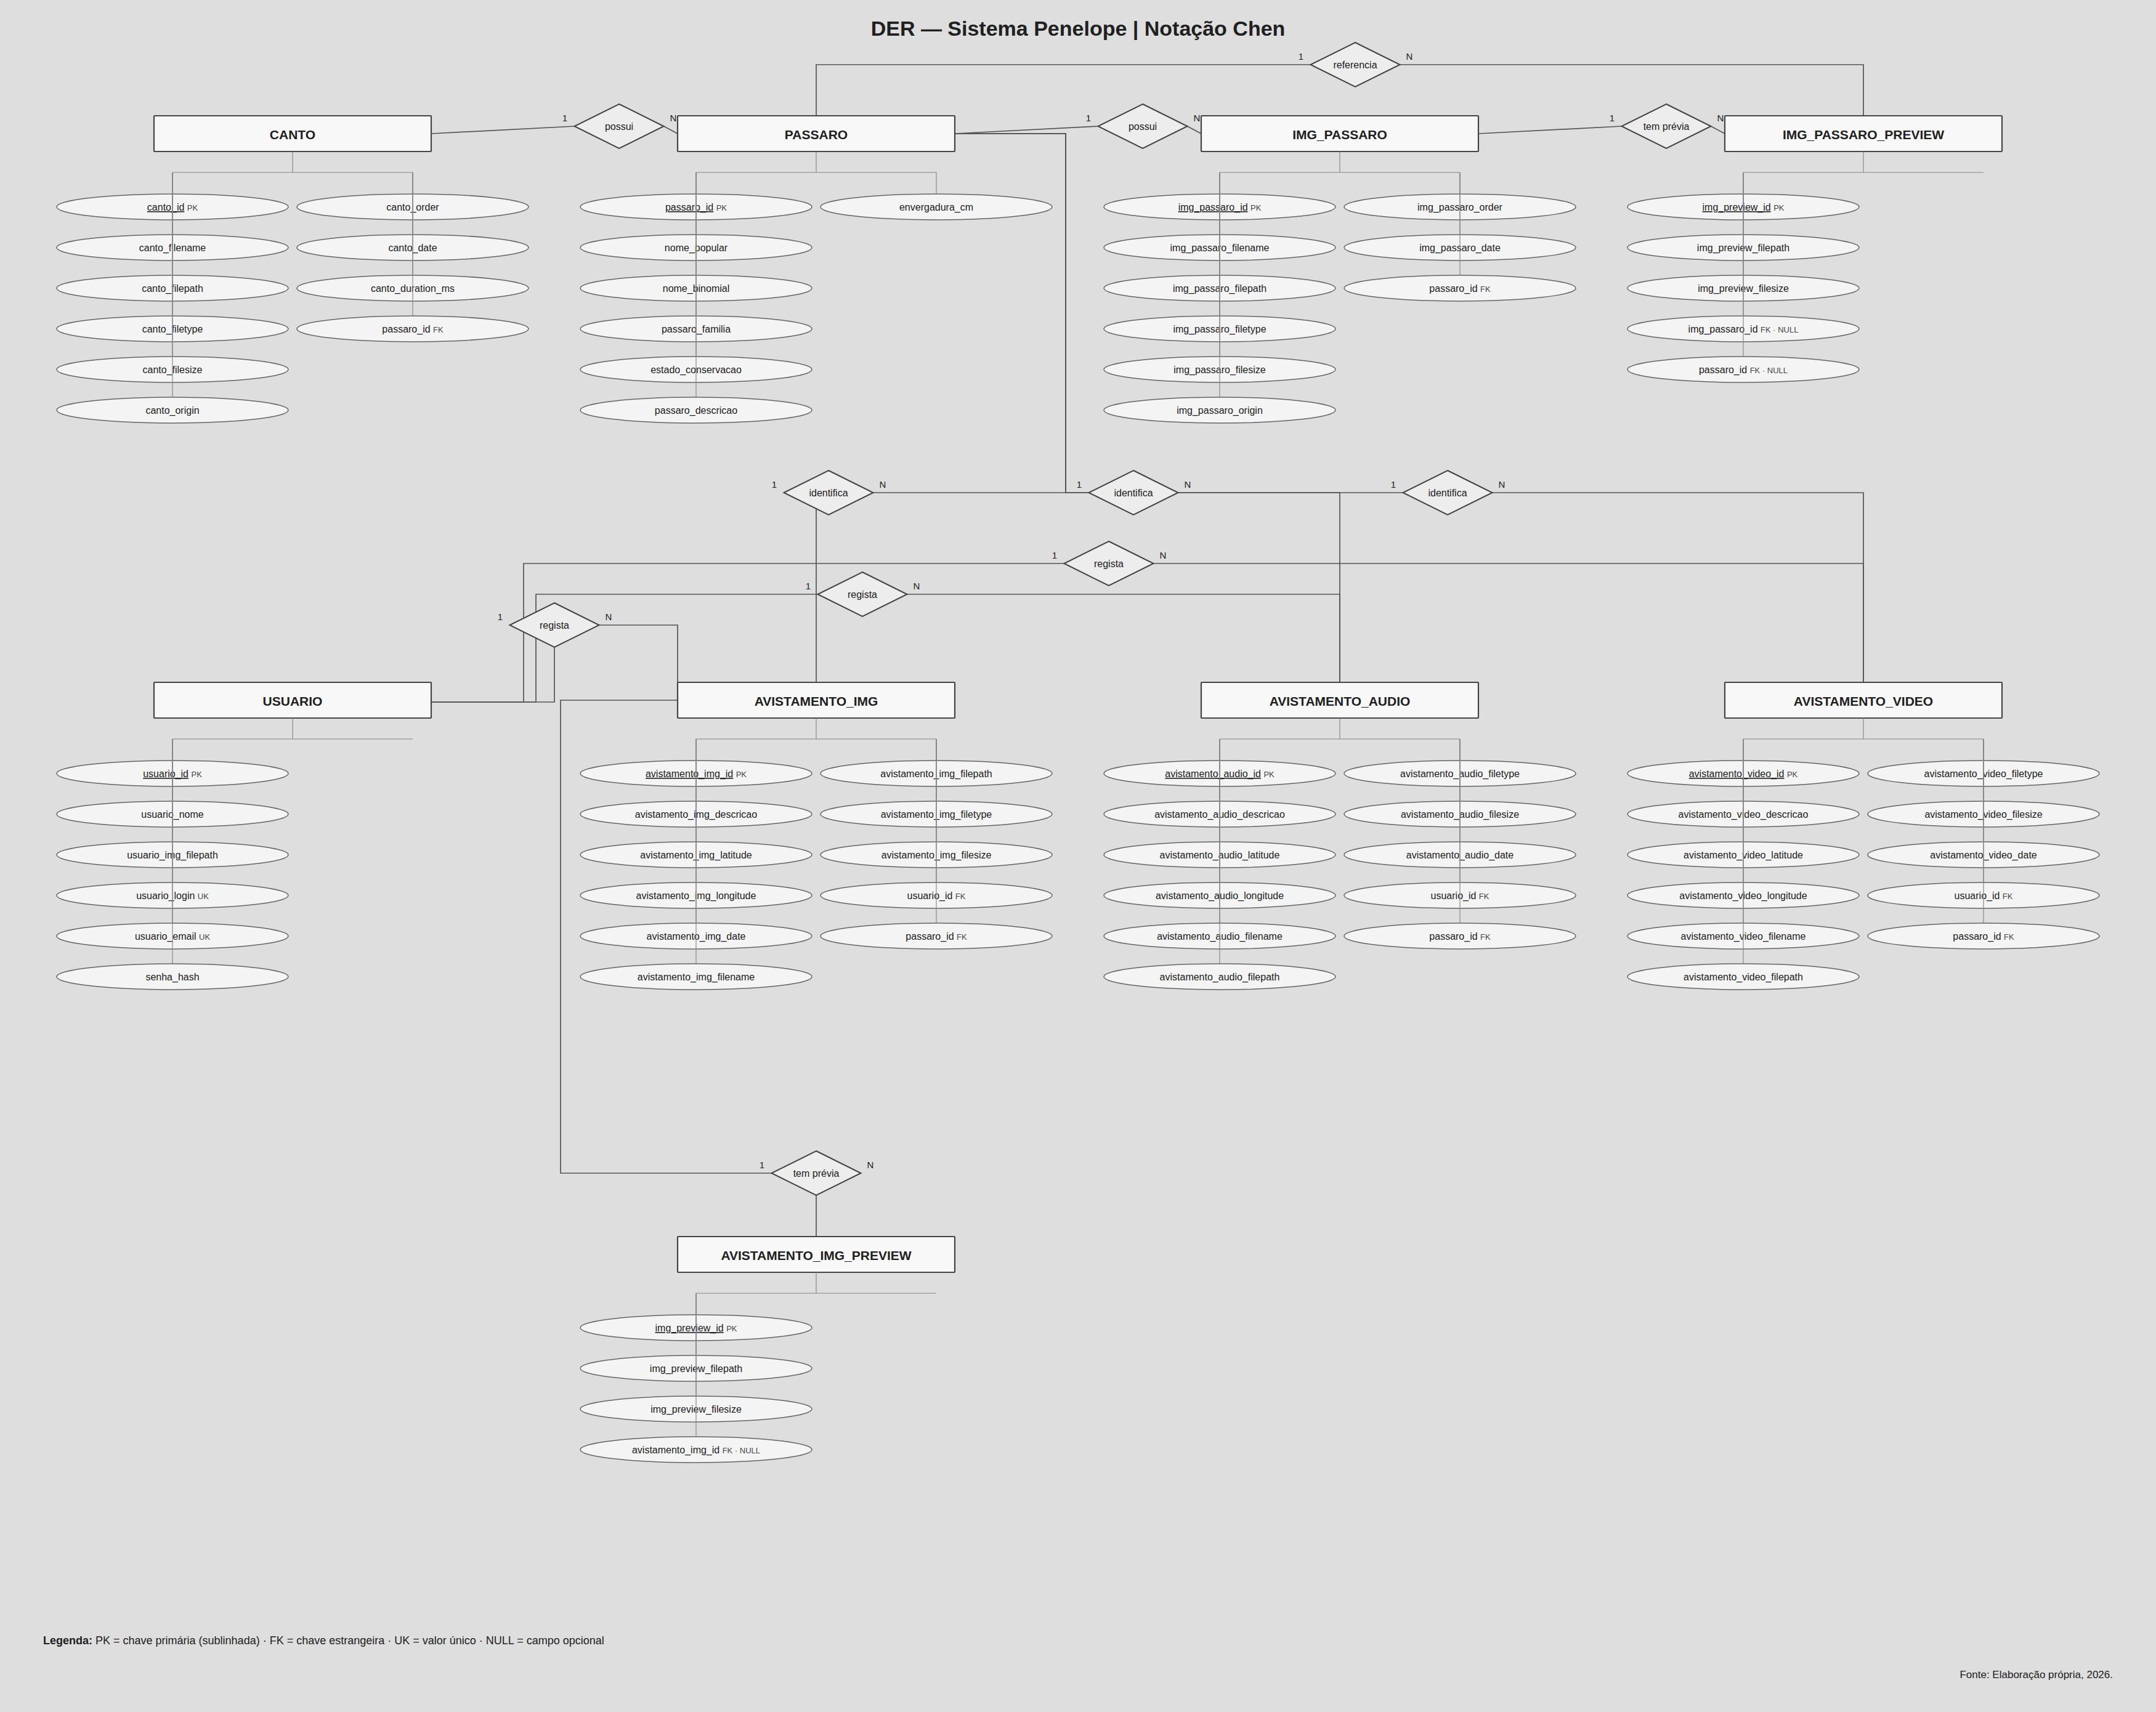 DER — Sistema Penelope | Notação Chen
1 referencia N
CANTO 1 possui N PASSARO 1 possui N IMG_PASSARO 1 tem prévia N IMG_PASSARO_PREVIEW
canto_id PK canto_order passaro_id PK envergadura_cm img_passaro_id PK img_passaro_order img_preview_id PK
canto_filename canto_date nome_popular img_passaro_filename img_passaro_date img_preview_filepath
canto_filepath canto_duration_ms nome_binomial img_passaro_filepath passaro_id FK img_preview_filesize
canto_filetype passaro_id FK passaro_familia img_passaro_filetype img_passaro_id FK · NULL
canto_filesize estado_conservacao img_passaro_filesize passaro_id FK · NULL
canto_origin passaro_descricao img_passaro_origin
1 identifica N 1 identifica N 1 identifica N
1 regista N
1 regista N
1 regista N
USUARIO AVISTAMENTO_IMG AVISTAMENTO_AUDIO AVISTAMENTO_VIDEO
usuario_id PK avistamento_img_id PK avistamento_img_filepath avistamento_audio_id PK avistamento_audio_filetype avistamento_video_id PK avistamento_video_filetype
usuario_nome avistamento_img_descricao avistamento_img_filetype avistamento_audio_descricao avistamento_audio_filesize avistamento_video_descricao avistamento_video_filesize
usuario_img_filepath avistamento_img_latitude avistamento_img_filesize avistamento_audio_latitude avistamento_audio_date avistamento_video_latitude avistamento_video_date
usuario_login UK avistamento_img_longitude usuario_id FK avistamento_audio_longitude usuario_id FK avistamento_video_longitude usuario_id FK
usuario_email UK avistamento_img_date passaro_id FK avistamento_audio_filename passaro_id FK avistamento_video_filename passaro_id FK
senha_hash avistamento_img_filename avistamento_audio_filepath avistamento_video_filepath
1 tem prévia N
AVISTAMENTO_IMG_PREVIEW
img_preview_id PK
img_preview_filepath
img_preview_filesize
avistamento_img_id FK · NULL
Legenda: PK = chave primária (sublinhada) · FK = chave estrangeira · UK = valor único · NULL = campo opcional
Fonte: Elaboração própria, 2026.